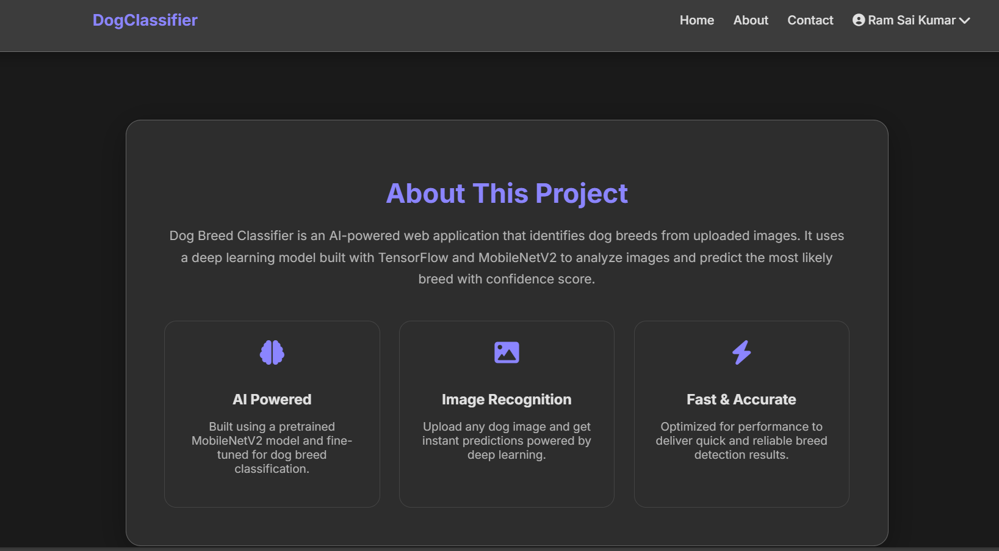 DogClassifier
Home
About
Contact
Ram Sai Kumar
About This Project
Dog Breed Classifier is an AI-powered web application that identifies dog breeds from uploaded images. It uses
a deep learning model built with TensorFlow and MobileNetV2 to analyze images and predict the most likely
breed with confidence score.
AI Powered
Built using a pretrained
MobileNetV2 model and fine-
tuned for dog breed
classification.
Image Recognition
Upload any dog image and get
instant predictions powered by
deep learning.
Fast & Accurate
Optimized for performance to
deliver quick and reliable breed
detection results.